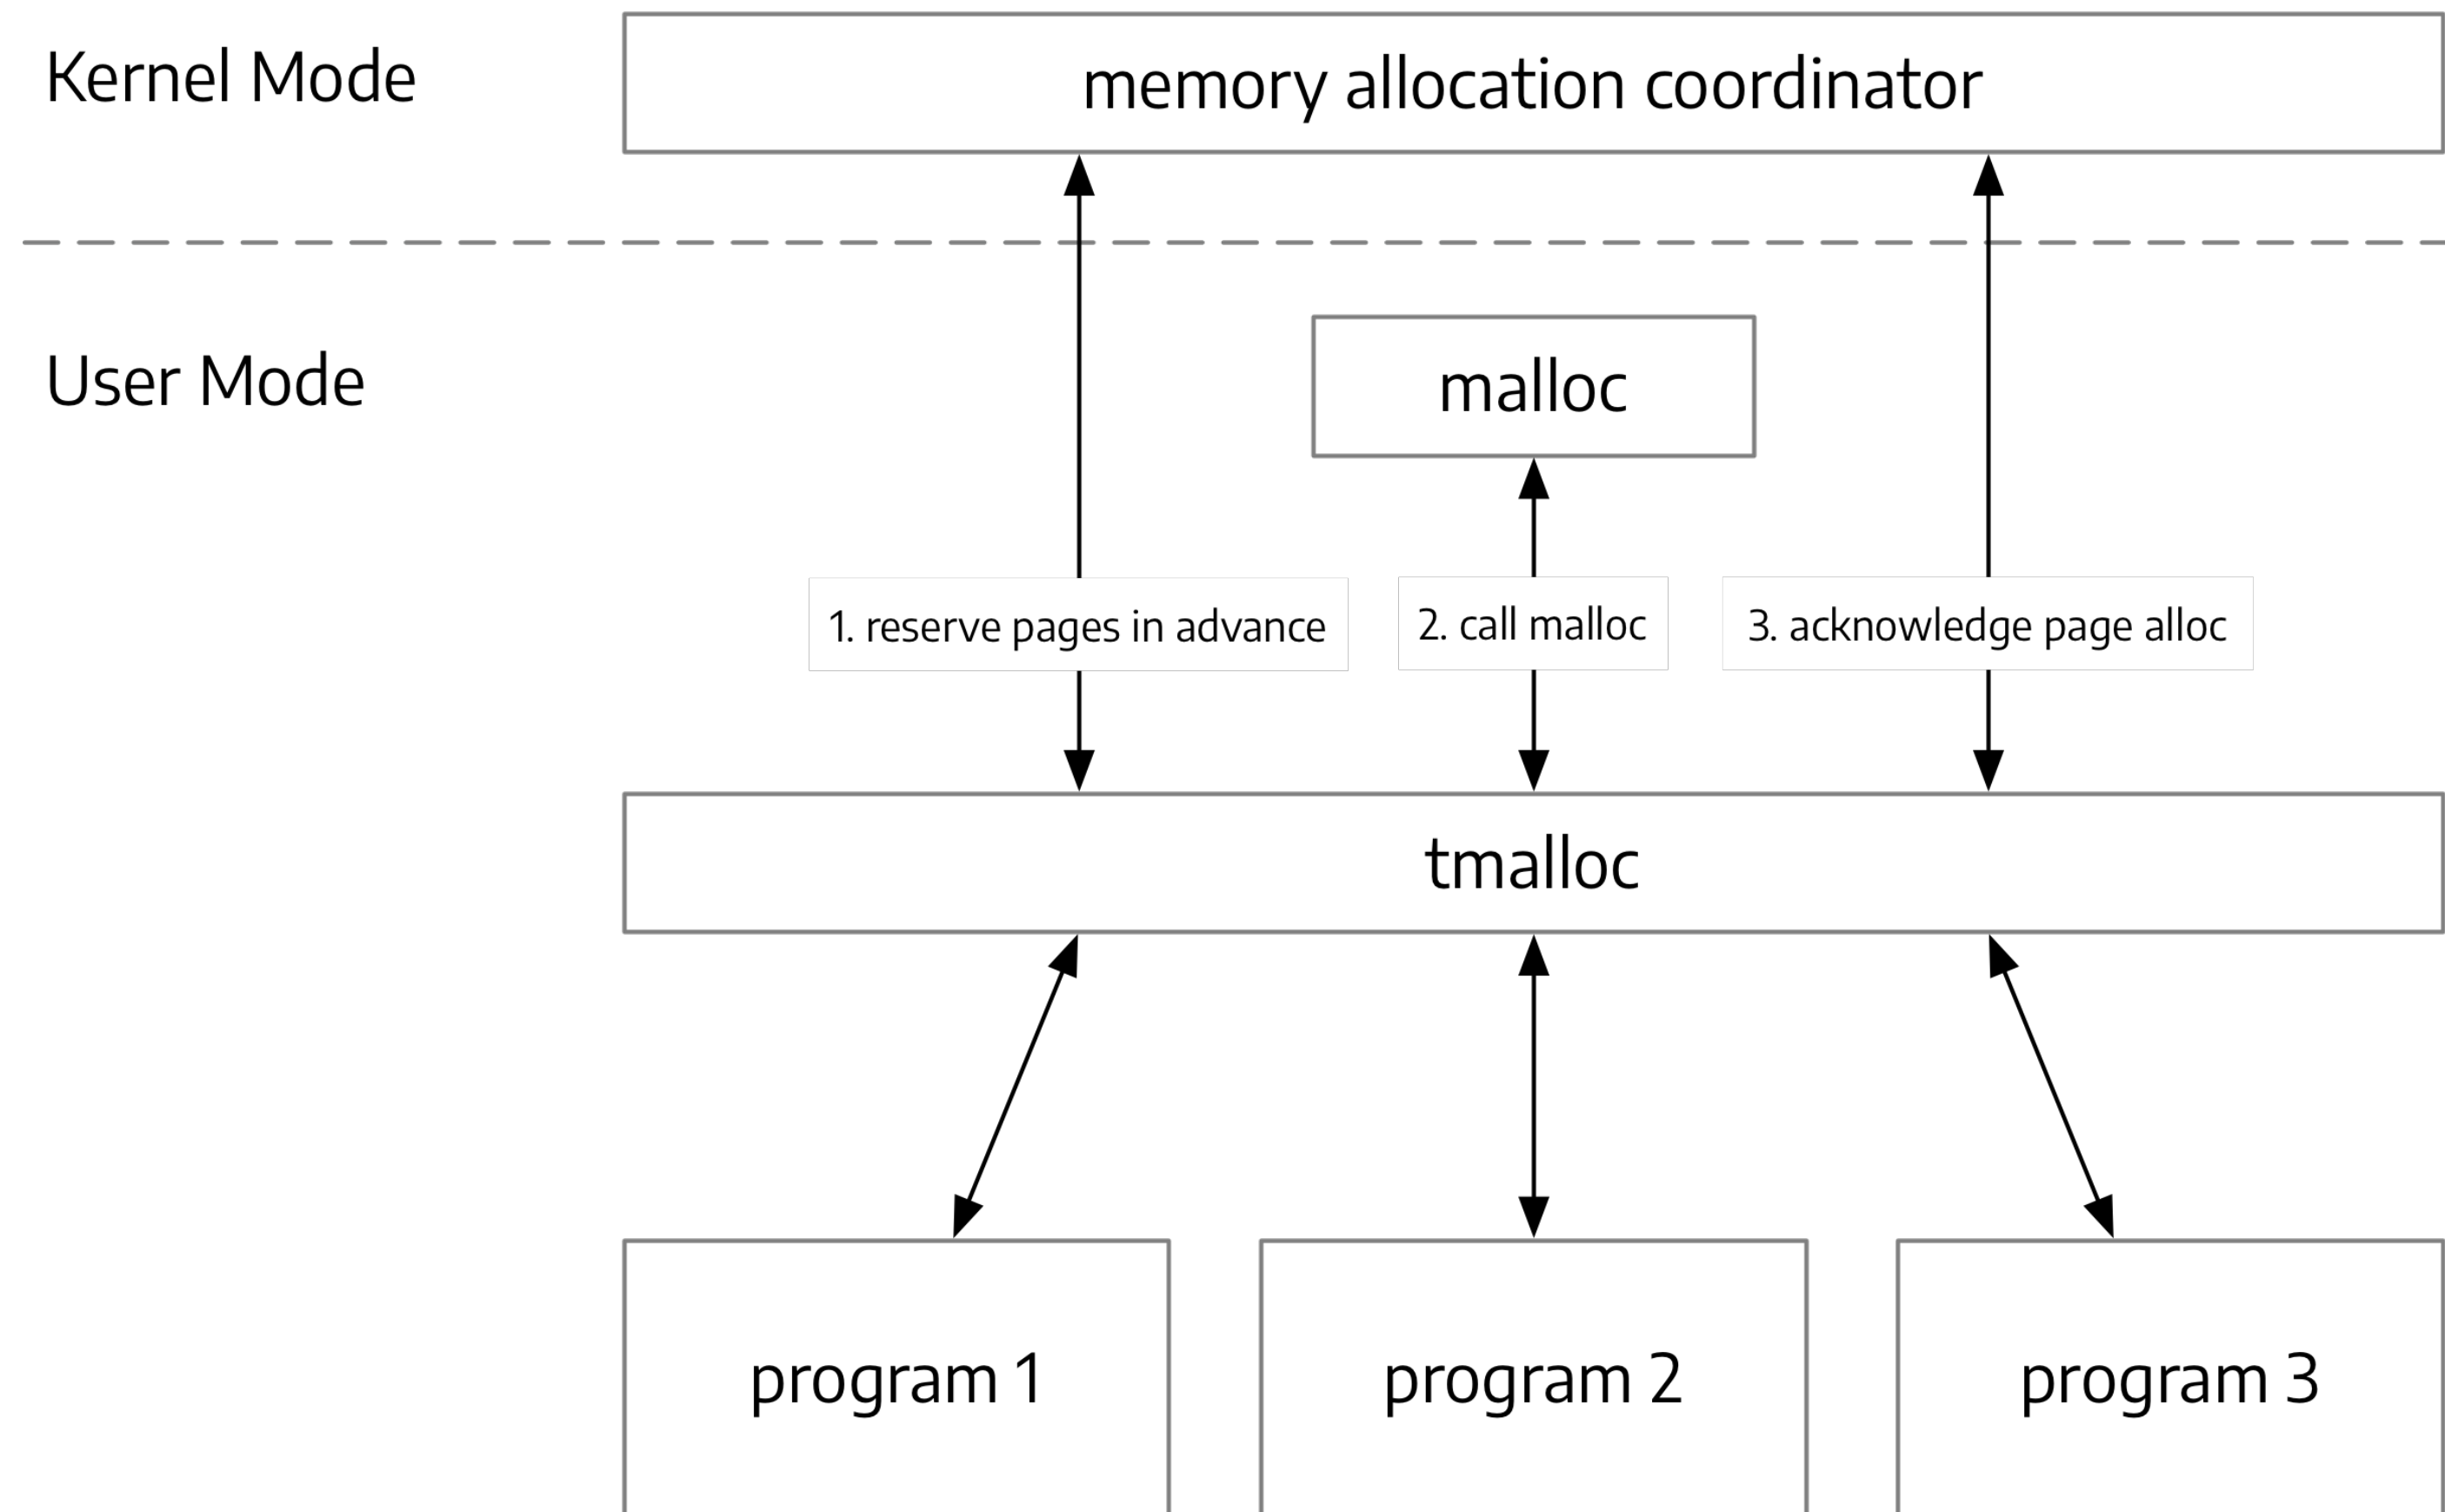 Kernel Mode
memory allocation coordinator
User Mode
malloc
1. reserve pages in advance
2. call malloc
3. acknowledge page alloc
tmalloc
program 1
program 2
program 3